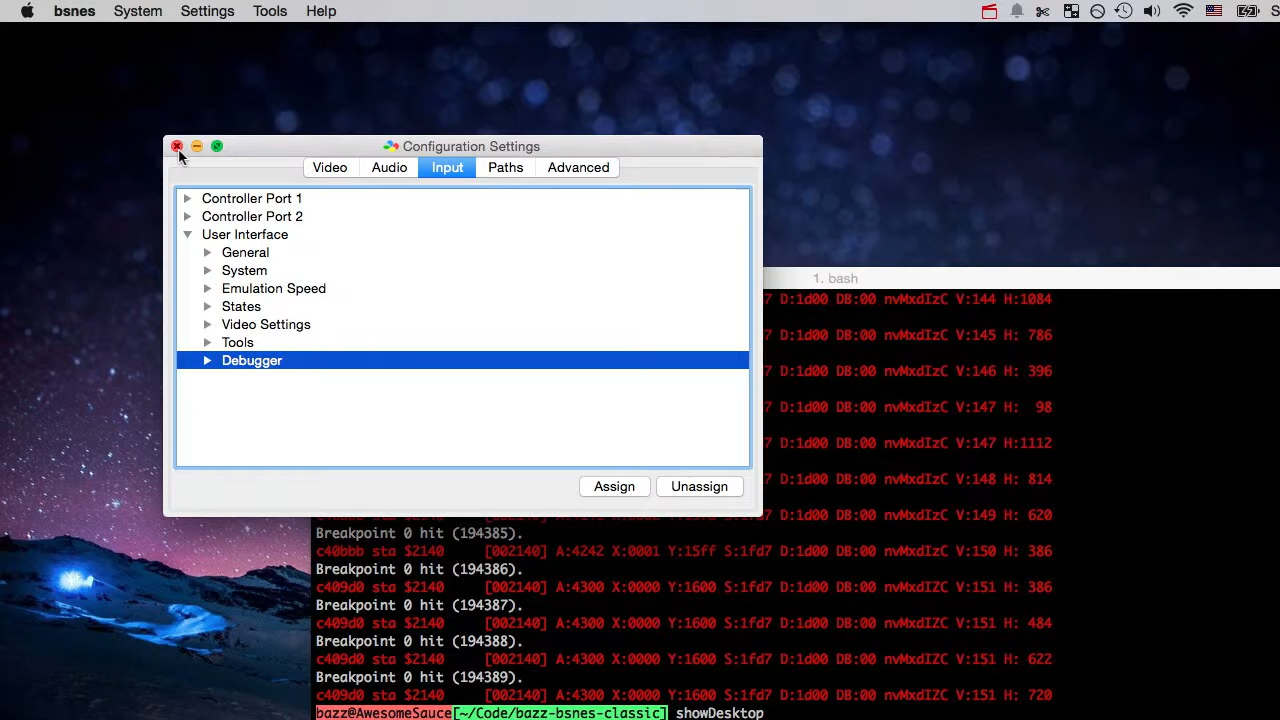 bsnes System Settings Tools Help S
Configuration Settings
Video Audio Input Paths Advanced
Controller Port 1
Controller Port 2
User Interface
General
System
Emulation Speed
States
Video Settings
Tools
Debugger
Assign Unassign
1. bash
7 D:1d00 DB:00 nvMxdIzC V:144 H:1084
7 D:1d00 DB:00 nvMxdIzC V:145 H: 786
7 D:1d00 DB:00 nvMxdIzC V:146 H: 396
7 D:1d00 DB:00 nvMxdIzC V:147 H: 98
7 D:1d00 DB:00 nvMxdIzC V:147 H:1112
7 D:1d00 DB:00 nvMxdIzC V:148 H: 814
7 D:1d00 DB:00 nvMxdIzC V:149 H: 620
Breakpoint 0 hit (194385).
c40bbb sta $2140 [002140] A:4242 X:0001 Y:15ff S:1fd7 D:1d00 DB:00 nvMxdIzC V:150 H: 386
Breakpoint 0 hit (194386).
c409d0 sta $2140 [002140] A:4300 X:0000 Y:1600 S:1fd7 D:1d00 DB:00 nvMxdIZC V:151 H: 386
Breakpoint 0 hit (194387).
c409d0 sta $2140 [002140] A:4300 X:0000 Y:1600 S:1fd7 D:1d00 DB:00 nvMxdIZC V:151 H: 484
Breakpoint 0 hit (194388).
c409d0 sta $2140 [002140] A:4300 X:0000 Y:1600 S:1fd7 D:1d00 DB:00 nvMxdIZC V:151 H: 622
Breakpoint 0 hit (194389).
c409d0 sta $2140 [002140] A:4300 X:0000 Y:1600 S:1fd7 D:1d00 DB:00 nvMxdIZC V:151 H: 720
bazz@AwesomeSauce[~/Code/bazz-bsnes-classic] showDesktop